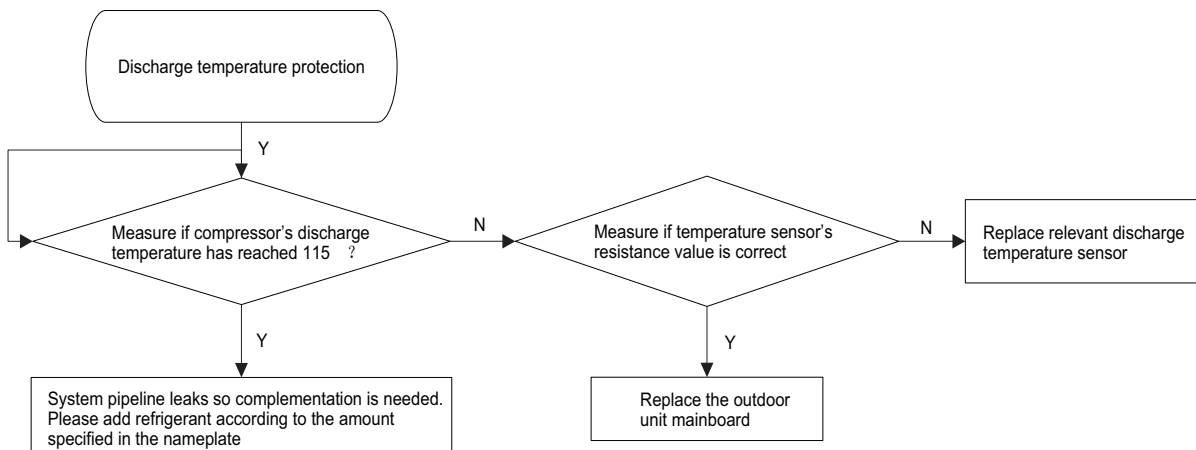 Discharge temperature protection
Y
Measure if compressor's discharge
temperature has reached 115 ?
N
Measure if temperature sensor's
resistance value is correct
N
Replace relevant discharge
temperature sensor
Y
System pipeline leaks so complementation is needed.
Please add refrigerant according to the amount
specified in the nameplate
Y
Replace the outdoor
unit mainboard